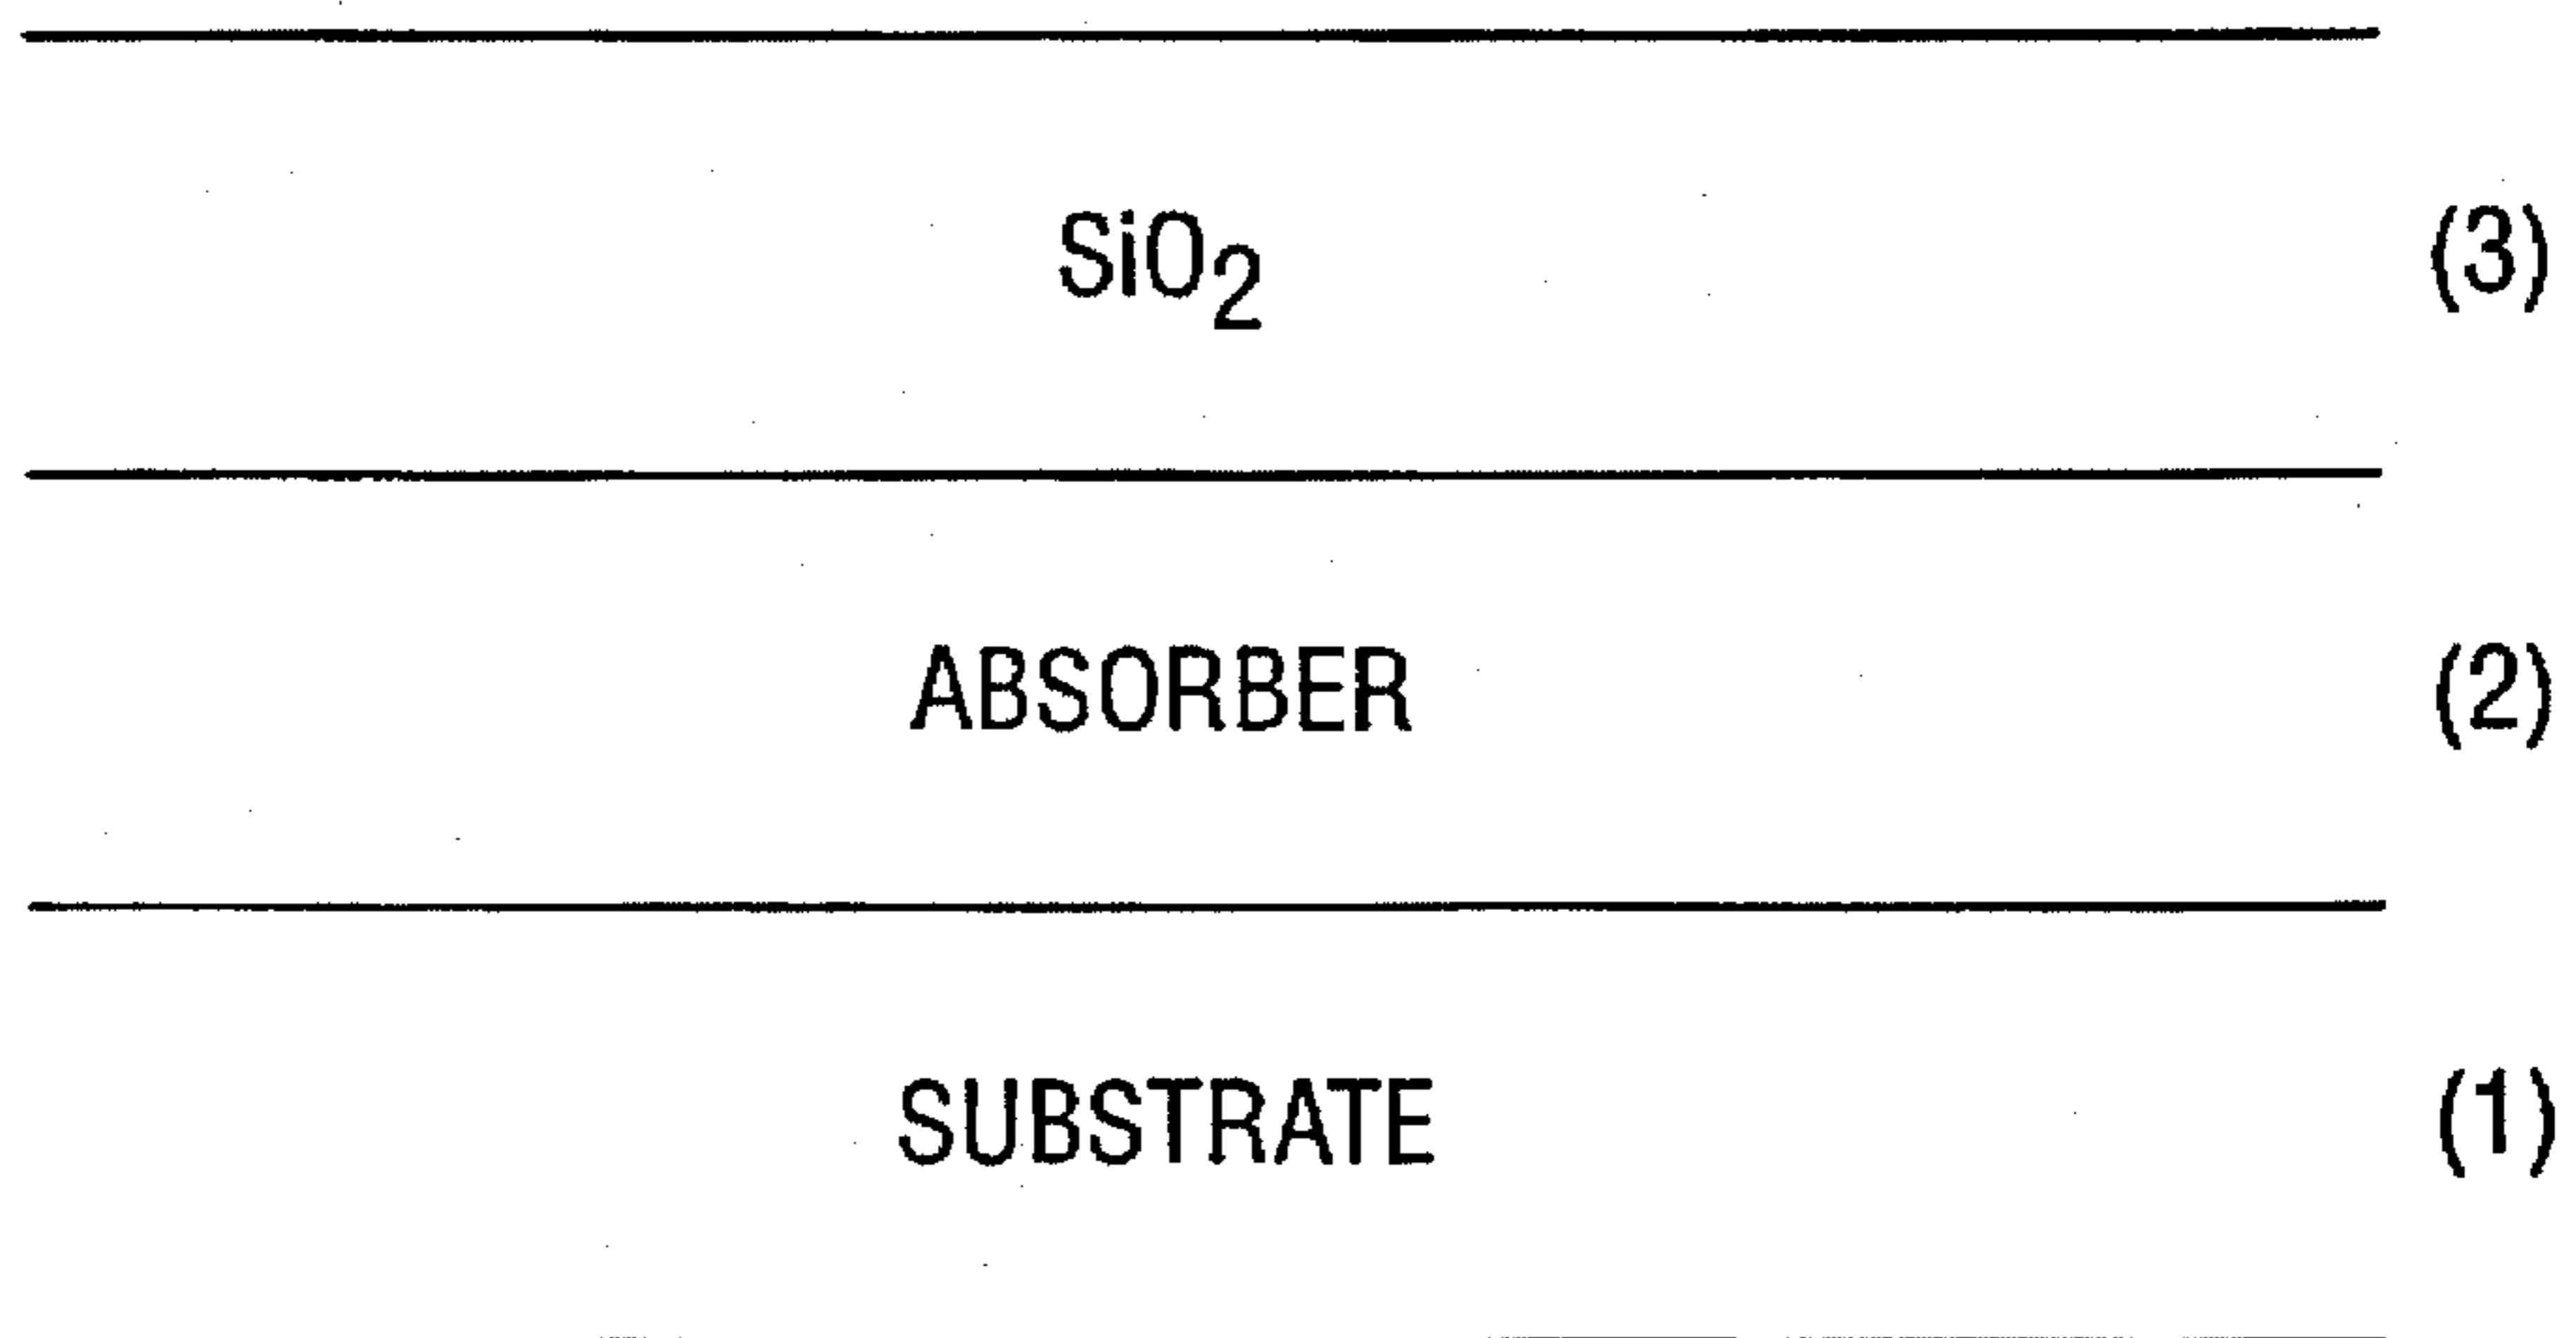 SiO2 (3)
ABSORBER (2)
SUBSTRATE (1)